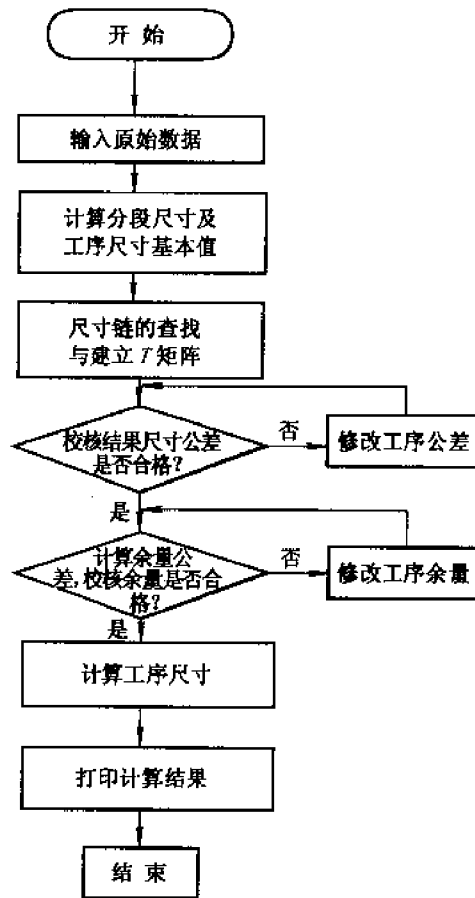 开 始
输入原始数据
计算分段尺寸及
工序尺寸基本值
尺寸链的查找
与建立 T 矩阵
校核结果尺寸公差
是否合格?
否
修改工序公差
是
计算余量公
差,校核余量是否合
格?
否
修改工序余量
是
计算工序尺寸
打印计算结果
结 束